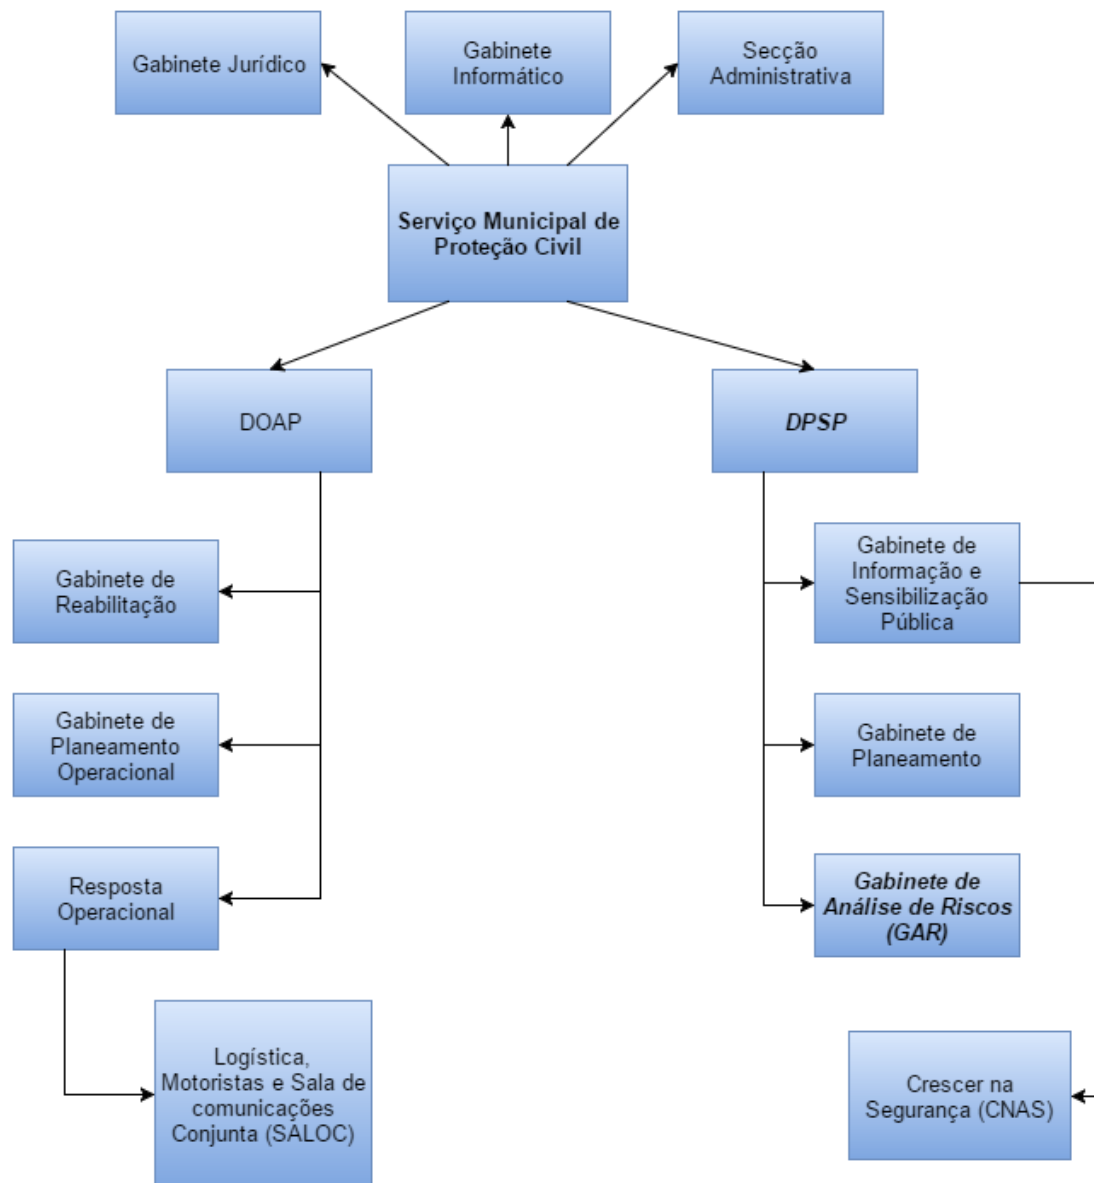 Gabinete Jurídico
Gabinete
Informático
Secção
Administrativa
Serviço Municipal de
Proteção Civil
DOAP
DPSP
Gabinete de
Reabilitação
Gabinete de
Informação e
Sensibilização
Pública
Gabinete de
Planeamento
Operacional
Gabinete de
Planeamento
Resposta
Operacional
Gabinete de
Análise de Riscos
(GAR)
Logística,
Motoristas e Sala de
comunicações
Conjunta (SALOC)
Crescer na
Segurança (CNAS)